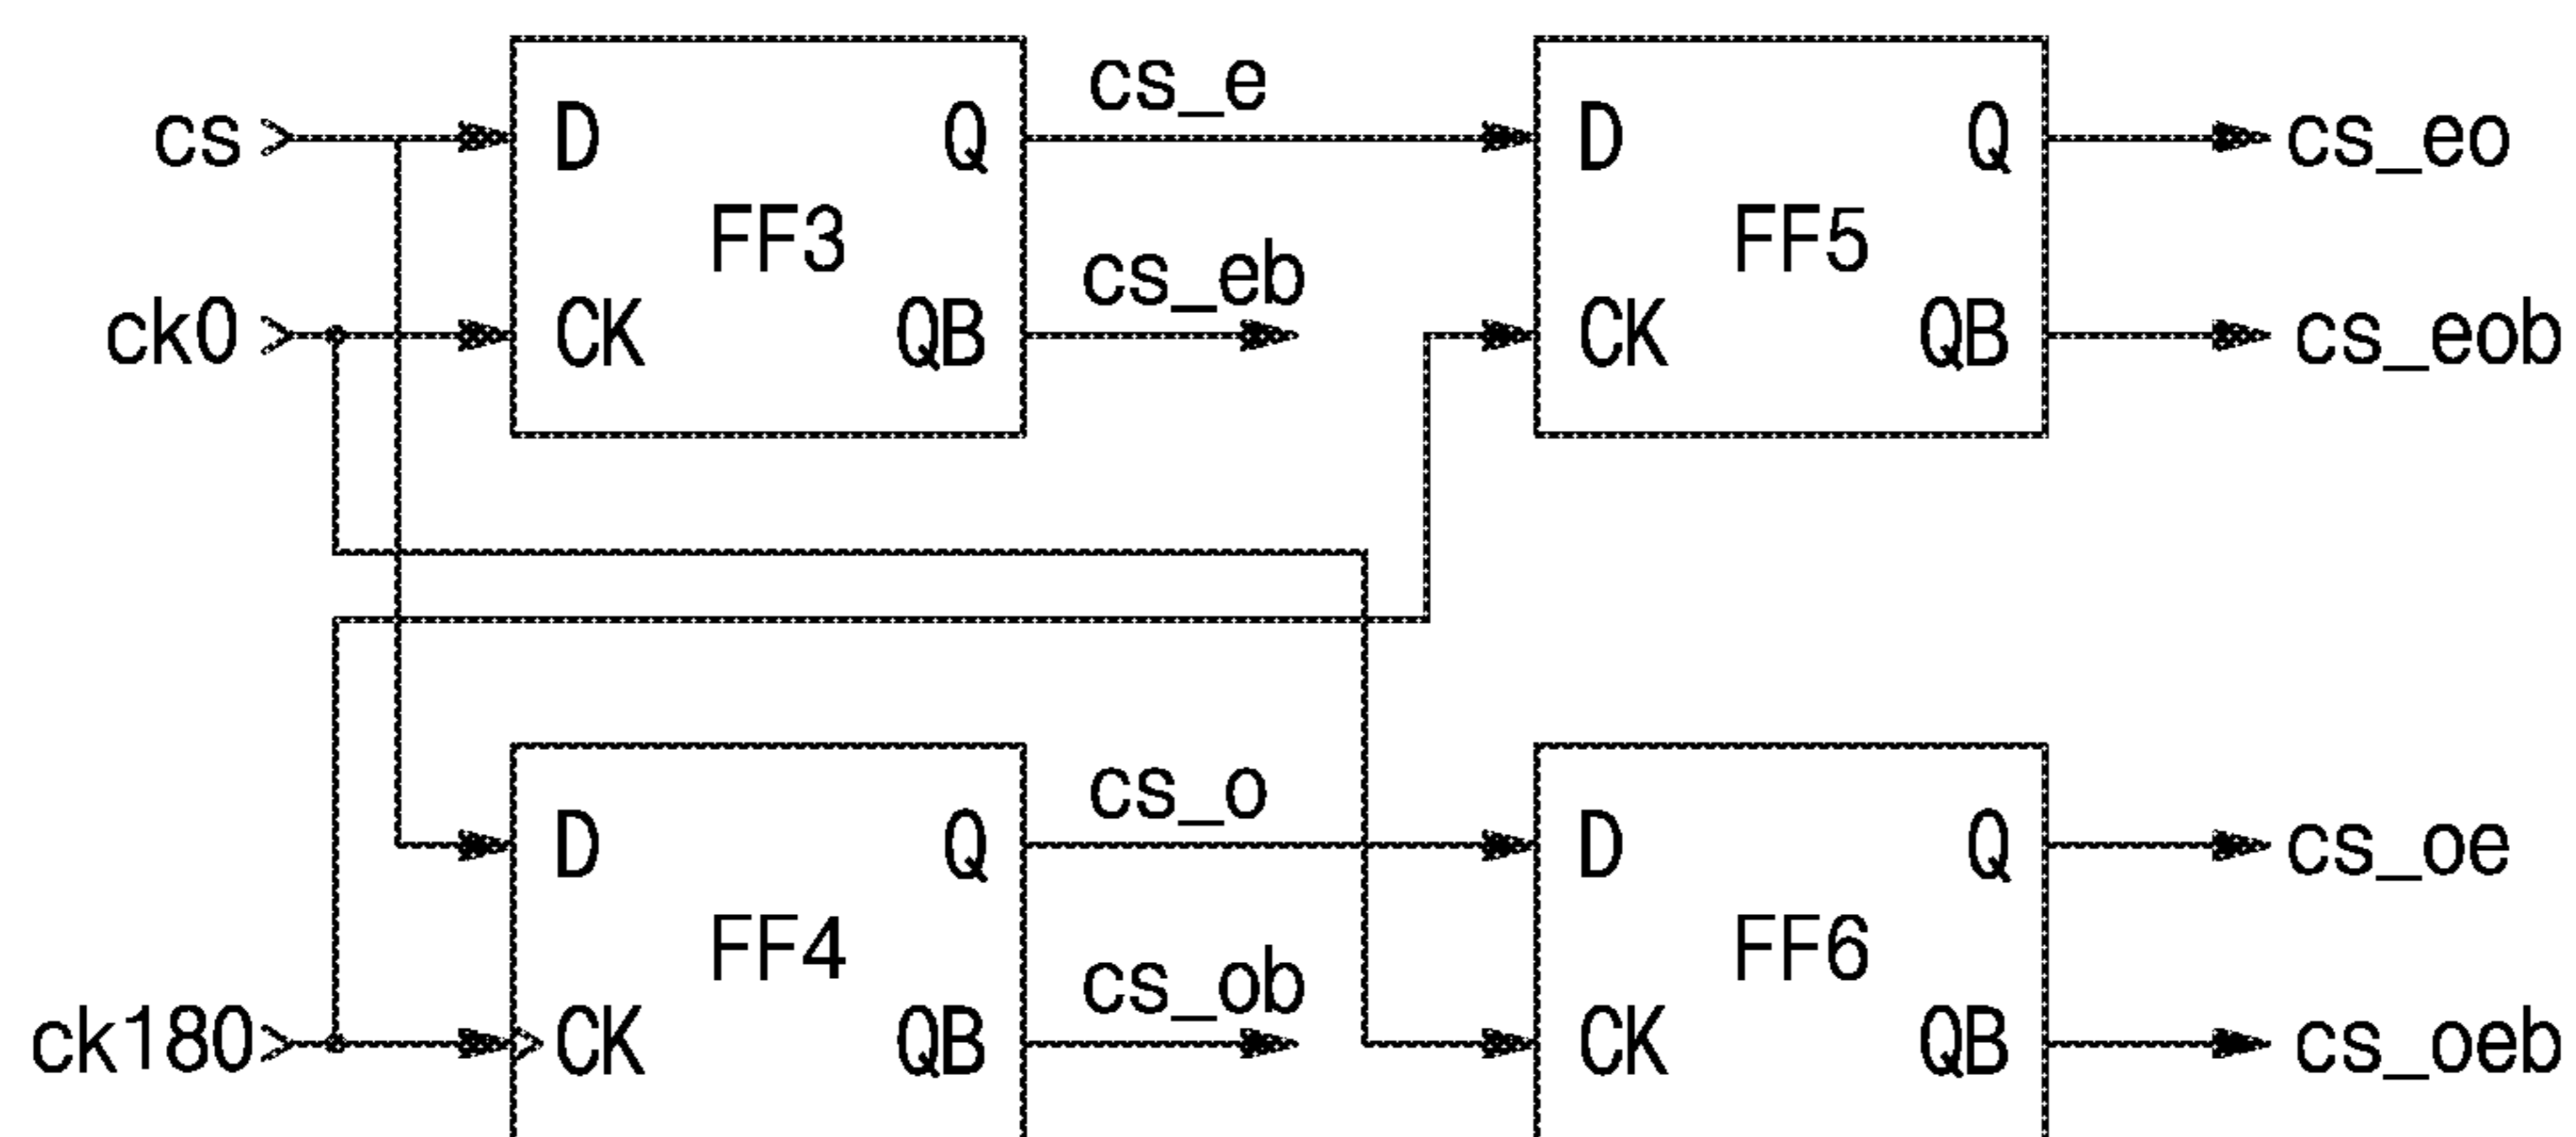 cs_e
cs D Q D Q cs_eo
FF3 FF5
cs_eb
ck0 CK QB CK QB cs_eob
cs_o
D Q D Q cs_oe
FF4 FF6
cs_ob
ck180 CK QB CK QB cs_oeb